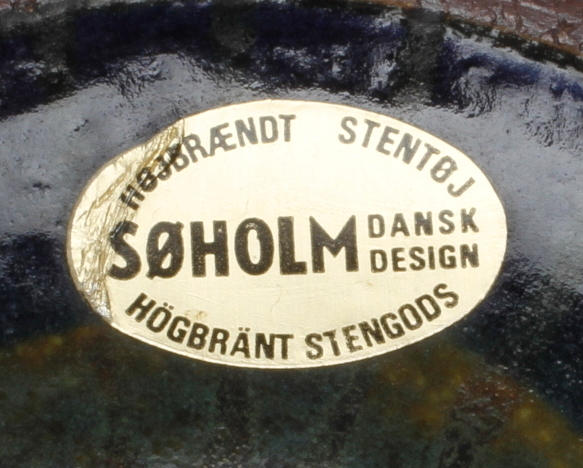 HØJBRÆNDT STENTØJ
SØHOLM DANSK DESIGN
HÖGBRÄNT STENGODS